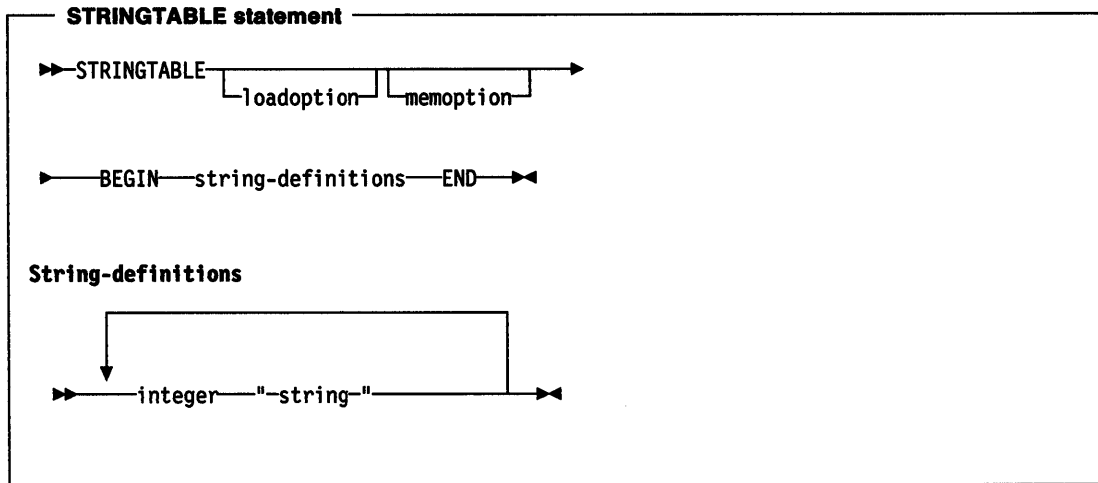 STRINGTABLE statement
STRINGTABLE
loadoption memoption
BEGIN string-definitions END
String-definitions
integer " string "